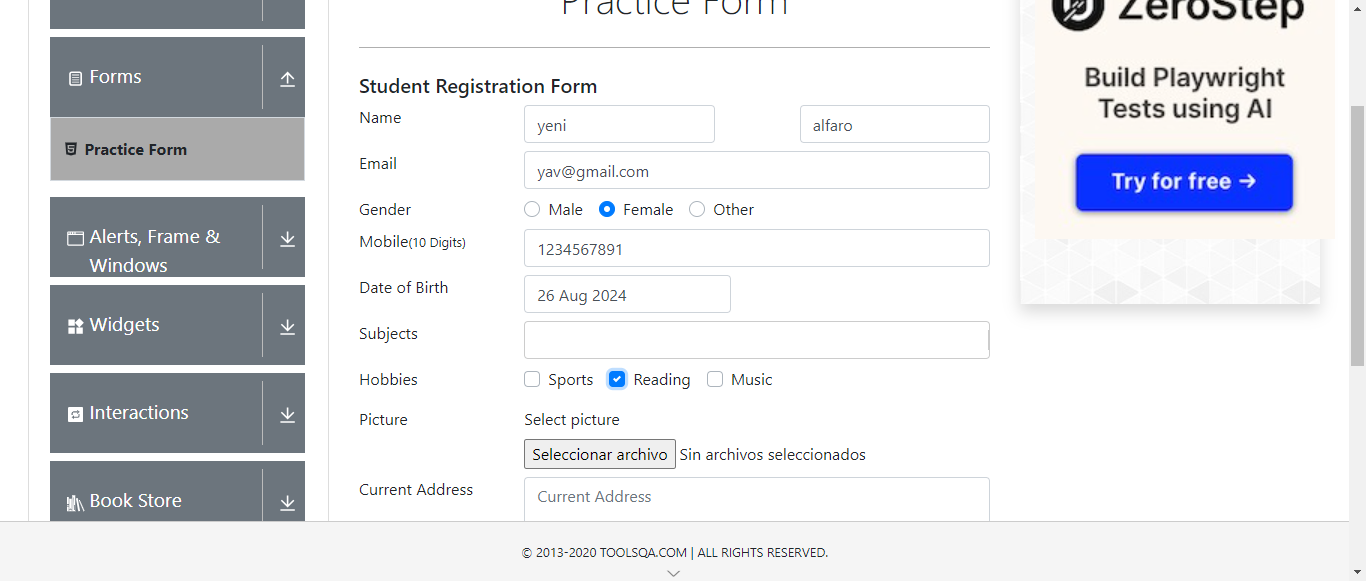 Practice Form
ZeroStep
Build Playwright
Tests using AI
Try for free →
Forms
Practice Form
Alerts, Frame &
Windows
Widgets
Interactions
Book Store
Student Registration Form
Name yeni alfaro
Email yav@gmail.com
Gender Male Female Other
Mobile(10 Digits) 1234567891
Date of Birth 26 Aug 2024
Subjects
Hobbies Sports Reading Music
Picture Select picture
Seleccionar archivo Sin archivos seleccionados
Current Address Current Address
© 2013-2020 TOOLSQA.COM | ALL RIGHTS RESERVED.